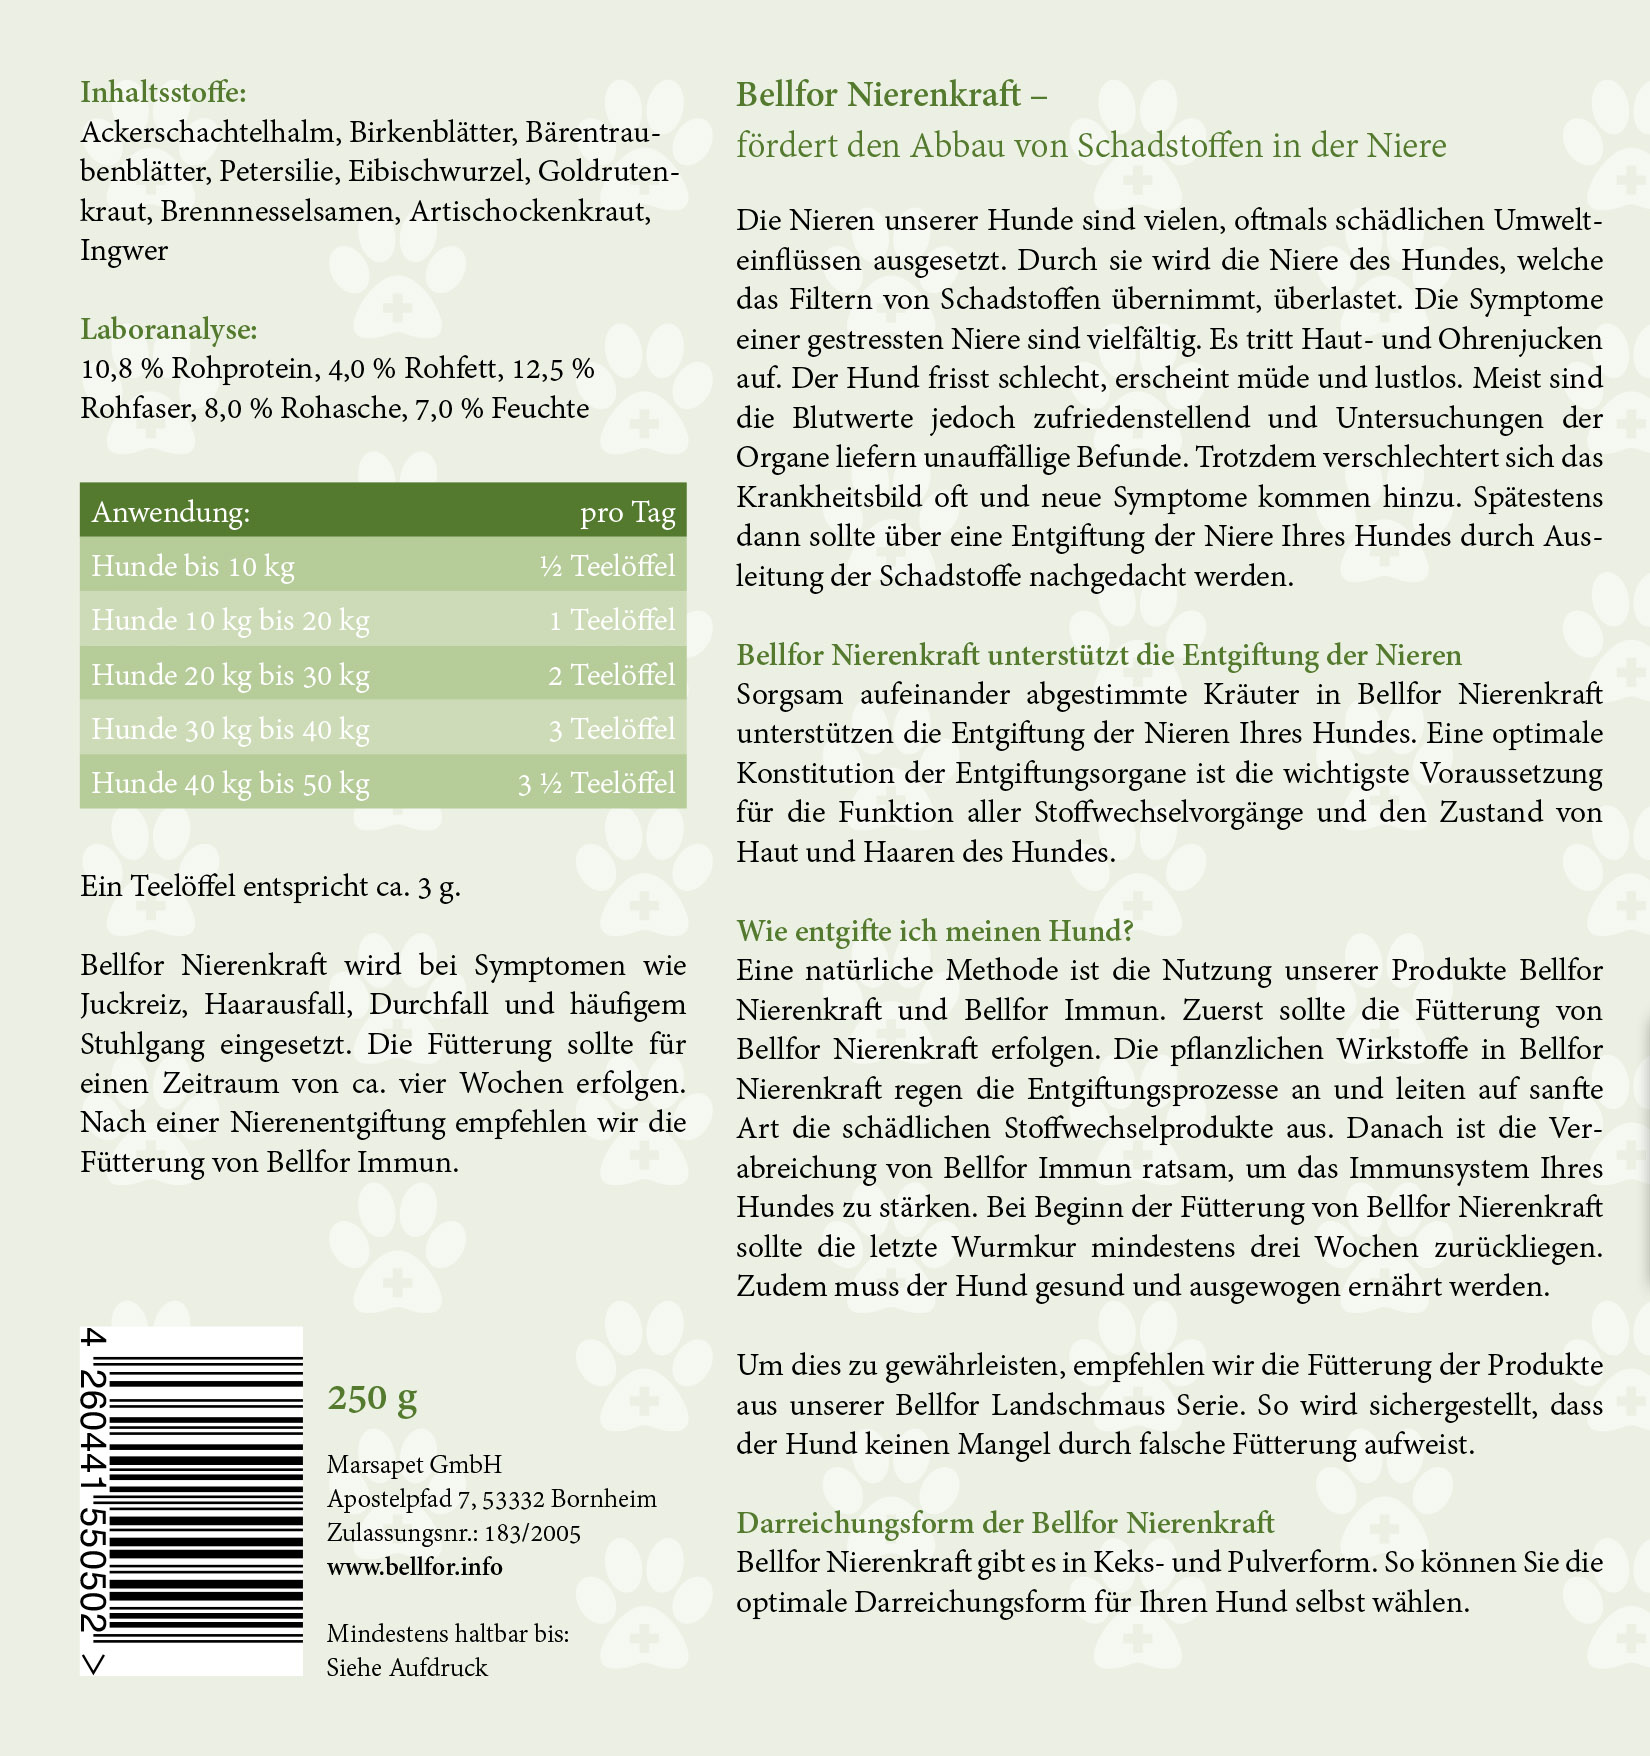 Inhaltsstoffe:
Ackerschachtelhalm, Birkenblätter, Bärentrau-
benblätter, Petersilie, Eibischwurzel, Goldruten-
kraut, Brennnesselsamen, Artischockenkraut,
Ingwer
Laboranalyse:
10,8 % Rohprotein, 4,0 % Rohfett, 12,5 %
Rohfaser, 8,0 % Rohasche, 7,0 % Feuchte
Anwendung: pro Tag
Hunde bis 10 kg ½ Teelöffel
Hunde 10 kg bis 20 kg 1 Teelöffel
Hunde 20 kg bis 30 kg 2 Teelöffel
Hunde 30 kg bis 40 kg 3 Teelöffel
Hunde 40 kg bis 50 kg 3 ½ Teelöffel
Ein Teelöffel entspricht ca. 3 g.
Bellfor Nierenkraft wird bei Symptomen wie
Juckreiz, Haarausfall, Durchfall und häufigem
Stuhlgang eingesetzt. Die Fütterung sollte für
einen Zeitraum von ca. vier Wochen erfolgen.
Nach einer Nierenentgiftung empfehlen wir die
Fütterung von Bellfor Immun.
4 260441 550502 >
250 g
Marsapet GmbH
Apostelpfad 7, 53332 Bornheim
Zulassungsnr.: 183/2005
www.bellfor.info
Mindestens haltbar bis:
Siehe Aufdruck
Bellfor Nierenkraft –
fördert den Abbau von Schadstoffen in der Niere
Die Nieren unserer Hunde sind vielen, oftmals schädlichen Umwelt-
einflüssen ausgesetzt. Durch sie wird die Niere des Hundes, welche
das Filtern von Schadstoffen übernimmt, überlastet. Die Symptome
einer gestressten Niere sind vielfältig. Es tritt Haut- und Ohrenjucken
auf. Der Hund frisst schlecht, erscheint müde und lustlos. Meist sind
die Blutwerte jedoch zufriedenstellend und Untersuchungen der
Organe liefern unauffällige Befunde. Trotzdem verschlechtert sich das
Krankheitsbild oft und neue Symptome kommen hinzu. Spätestens
dann sollte über eine Entgiftung der Niere Ihres Hundes durch Aus-
leitung der Schadstoffe nachgedacht werden.
Bellfor Nierenkraft unterstützt die Entgiftung der Nieren
Sorgsam aufeinander abgestimmte Kräuter in Bellfor Nierenkraft
unterstützen die Entgiftung der Nieren Ihres Hundes. Eine optimale
Konstitution der Entgiftungsorgane ist die wichtigste Voraussetzung
für die Funktion aller Stoffwechselvorgänge und den Zustand von
Haut und Haaren des Hundes.
Wie entgifte ich meinen Hund?
Eine natürliche Methode ist die Nutzung unserer Produkte Bellfor
Nierenkraft und Bellfor Immun. Zuerst sollte die Fütterung von
Bellfor Nierenkraft erfolgen. Die pflanzlichen Wirkstoffe in Bellfor
Nierenkraft regen die Entgiftungsprozesse an und leiten auf sanfte
Art die schädlichen Stoffwechselprodukte aus. Danach ist die Ver-
abreichung von Bellfor Immun ratsam, um das Immunsystem Ihres
Hundes zu stärken. Bei Beginn der Fütterung von Bellfor Nierenkraft
sollte die letzte Wurmkur mindestens drei Wochen zurückliegen.
Zudem muss der Hund gesund und ausgewogen ernährt werden.
Um dies zu gewährleisten, empfehlen wir die Fütterung der Produkte
aus unserer Bellfor Landschmaus Serie. So wird sichergestellt, dass
der Hund keinen Mangel durch falsche Fütterung aufweist.
Darreichungsform der Bellfor Nierenkraft
Bellfor Nierenkraft gibt es in Keks- und Pulverform. So können Sie die
optimale Darreichungsform für Ihren Hund selbst wählen.